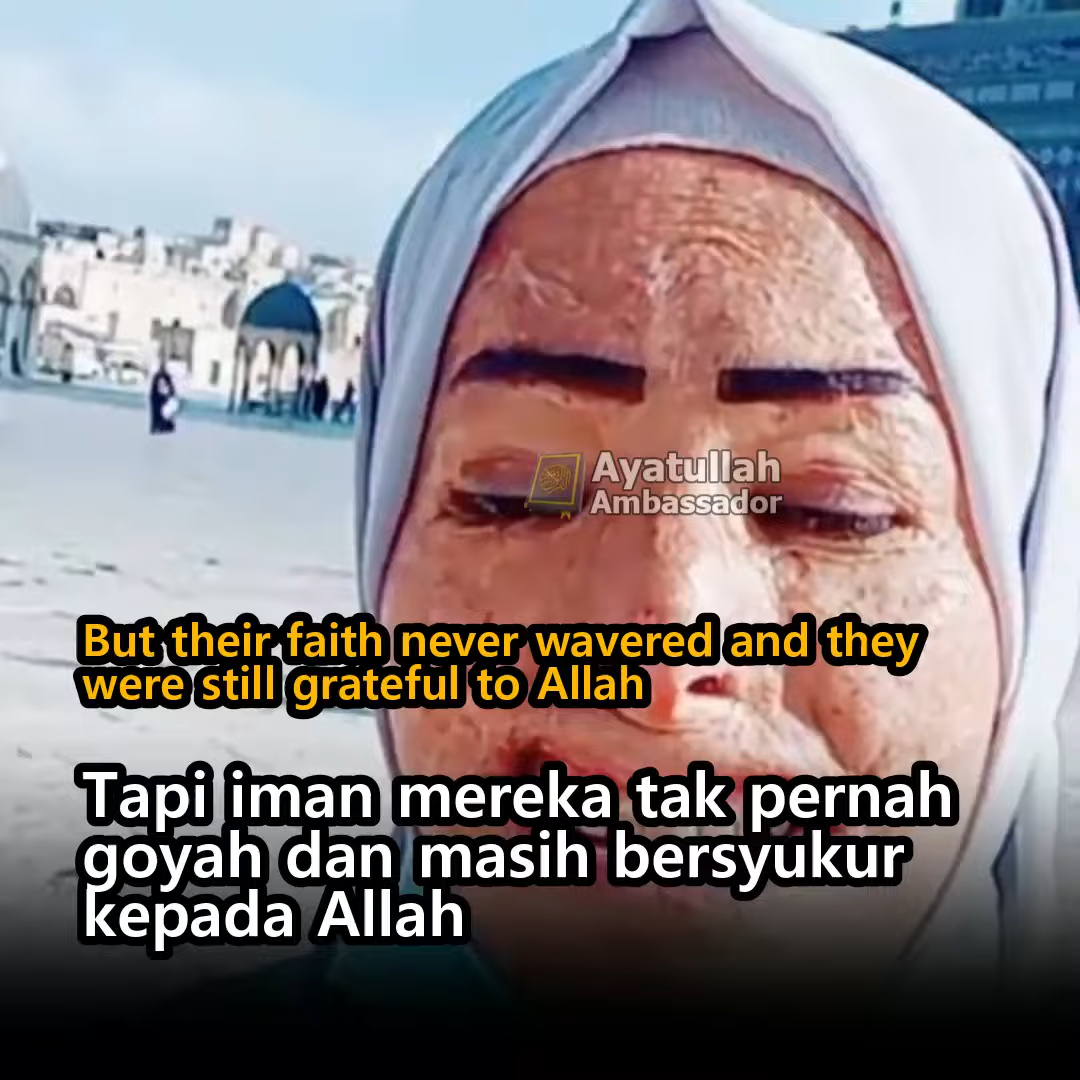 Ayatullah
Ambassador
But their faith never wavered and they
were still grateful to Allah
Tapi iman mereka tak pernah
goyah dan masih bersyukur
kepada Allah